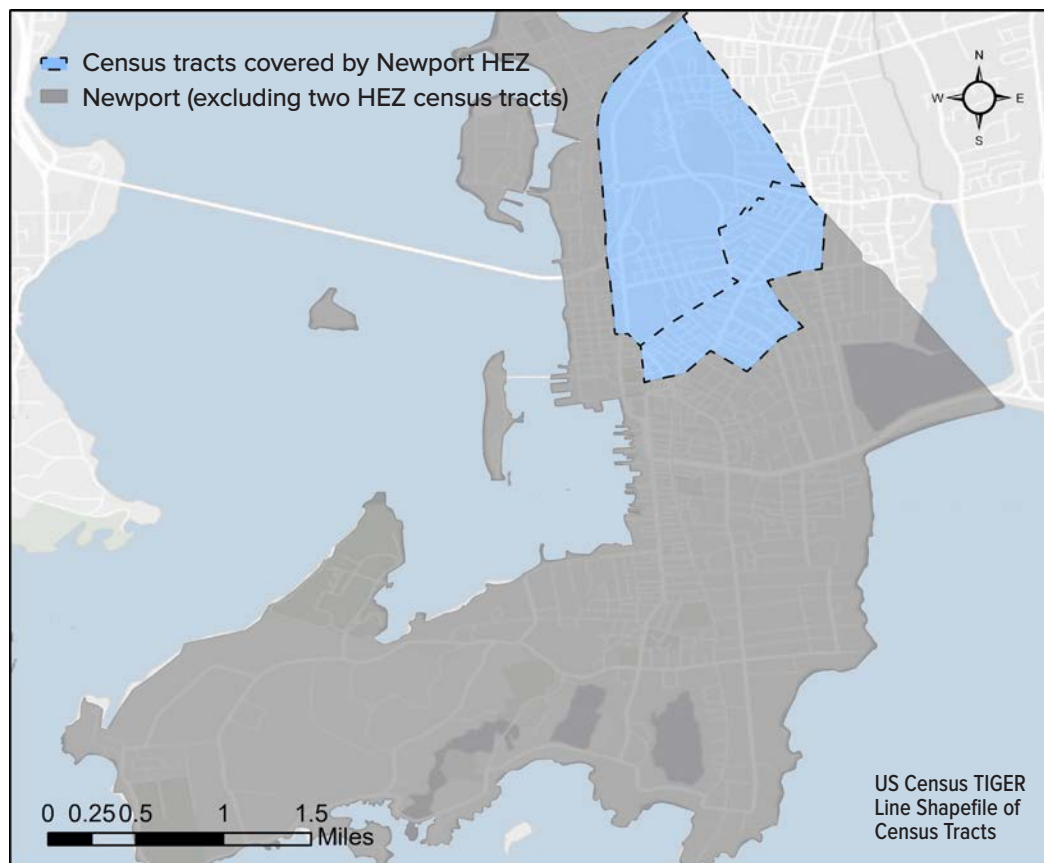 Census tracts covered by Newport HEZ
Newport (excluding two HEZ census tracts)
N
W E
S
0 0.25 0.5 1 1.5
Miles
US Census TIGER
Line Shapefile of
Census Tracts